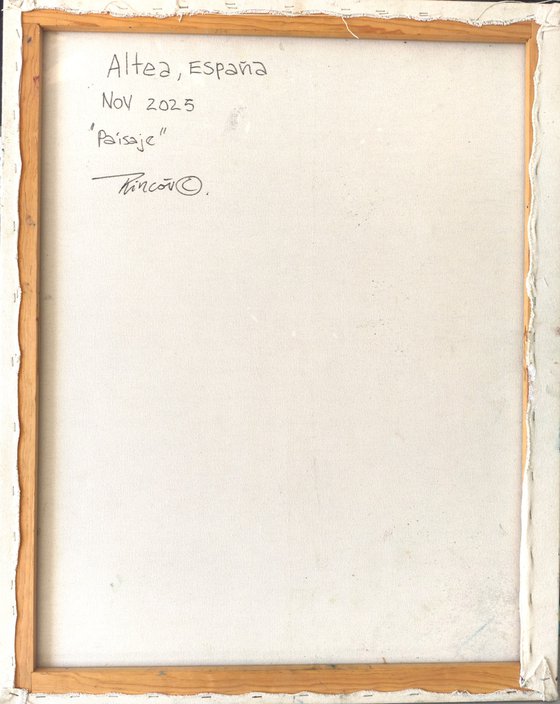 Altea, España
Nov 2025
"Paisaje"
Rincón ©.